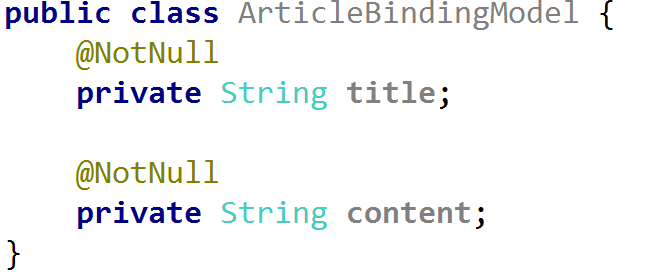 public class ArticleBindingModel {
    @NotNull
    private String title;

    @NotNull
    private String content;
}